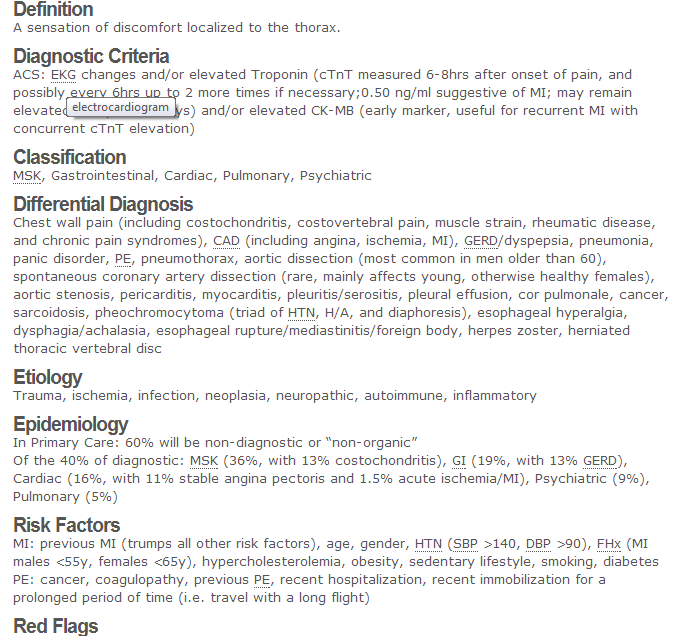 Definition
A sensation of discomfort localized to the thorax.
Diagnostic Criteria
ACS: EKG changes and/or elevated Troponin (cTnT measured 6-8hrs after onset of pain, and
possibly every 6hrs up to 2 more times if necessary;0.50 ng/ml suggestive of MI; may remain
electrocardiogram
elevated ys) and/or elevated CK-MB (early marker, useful for recurrent MI with
concurrent cTnT elevation)
Classification
MSK, Gastrointestinal, Cardiac, Pulmonary, Psychiatric
Differential Diagnosis
Chest wall pain (including costochondritis, costovertebral pain, muscle strain, rheumatic disease,
and chronic pain syndromes), CAD (including angina, ischemia, MI), GERD/dyspepsia, pneumonia,
panic disorder, PE, pneumothorax, aortic dissection (most common in men older than 60),
spontaneous coronary artery dissection (rare, mainly affects young, otherwise healthy females),
aortic stenosis, pericarditis, myocarditis, pleuritis/serositis, pleural effusion, cor pulmonale, cancer,
sarcoidosis, pheochromocytoma (triad of HTN, H/A, and diaphoresis), esophageal hyperalgia,
dysphagia/achalasia, esophageal rupture/mediastinitis/foreign body, herpes zoster, herniated
thoracic vertebral disc
Etiology
Trauma, ischemia, infection, neoplasia, neuropathic, autoimmune, inflammatory
Epidemiology
In Primary Care: 60% will be non-diagnostic or “non-organic”
Of the 40% of diagnostic: MSK (36%, with 13% costochondritis), GI (19%, with 13% GERD),
Cardiac (16%, with 11% stable angina pectoris and 1.5% acute ischemia/MI), Psychiatric (9%),
Pulmonary (5%)
Risk Factors
MI: previous MI (trumps all other risk factors), age, gender, HTN (SBP >140, DBP >90), FHx (MI
males <55y, females <65y), hypercholesterolemia, obesity, sedentary lifestyle, smoking, diabetes
PE: cancer, coagulopathy, previous PE, recent hospitalization, recent immobilization for a
prolonged period of time (i.e. travel with a long flight)
Red Flags